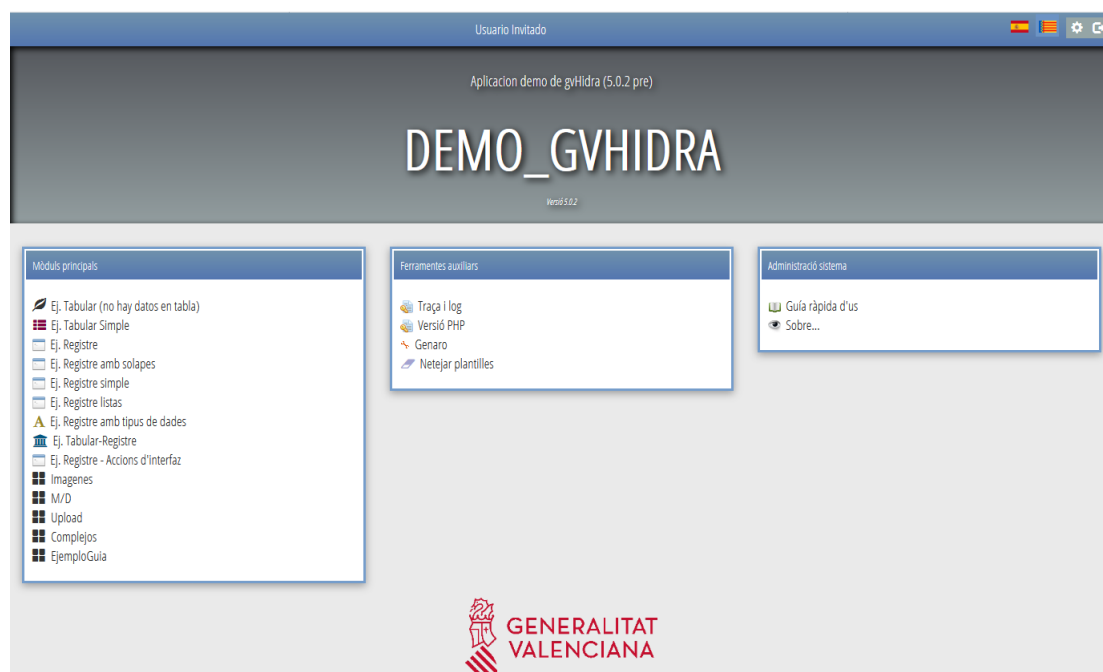 Usuario Invitado
Aplicacion demo de gvHidra (5.0.2 pre)
DEMO_GVHIDRA
Versió 5.0.2
Mòduls principals
Ej. Tabular (no hay datos en tabla)
Ej. Tabular Simple
Ej. Registre
Ej. Registre amb solapes
Ej. Registre simple
Ej. Registre listas
Ej. Registre amb tipus de dades
Ej. Tabular-Registre
Ej. Registre - Accions d'interfaz
Imagenes
M/D
Upload
Complejos
EjemploGuia
Ferramentes auxiliars
Traça i log
Versió PHP
Genaro
Netejar plantilles
Administració sistema
Guía ràpida d'us
Sobre...
GENERALITAT
VALENCIANA